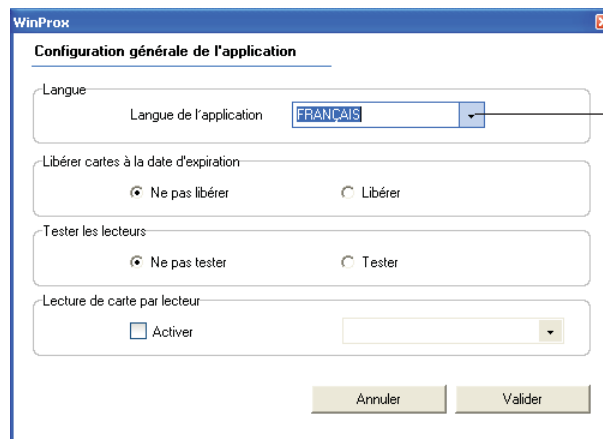 WinProx
Configuration générale de l'application
Langue
Langue de l'application FRANÇAIS
Libérer cartes à la date d'expiration
Ne pas libérer Libérer
Tester les lecteurs
Ne pas tester Tester
Lecture de carte par lecteur
Activer
Annuler Valider